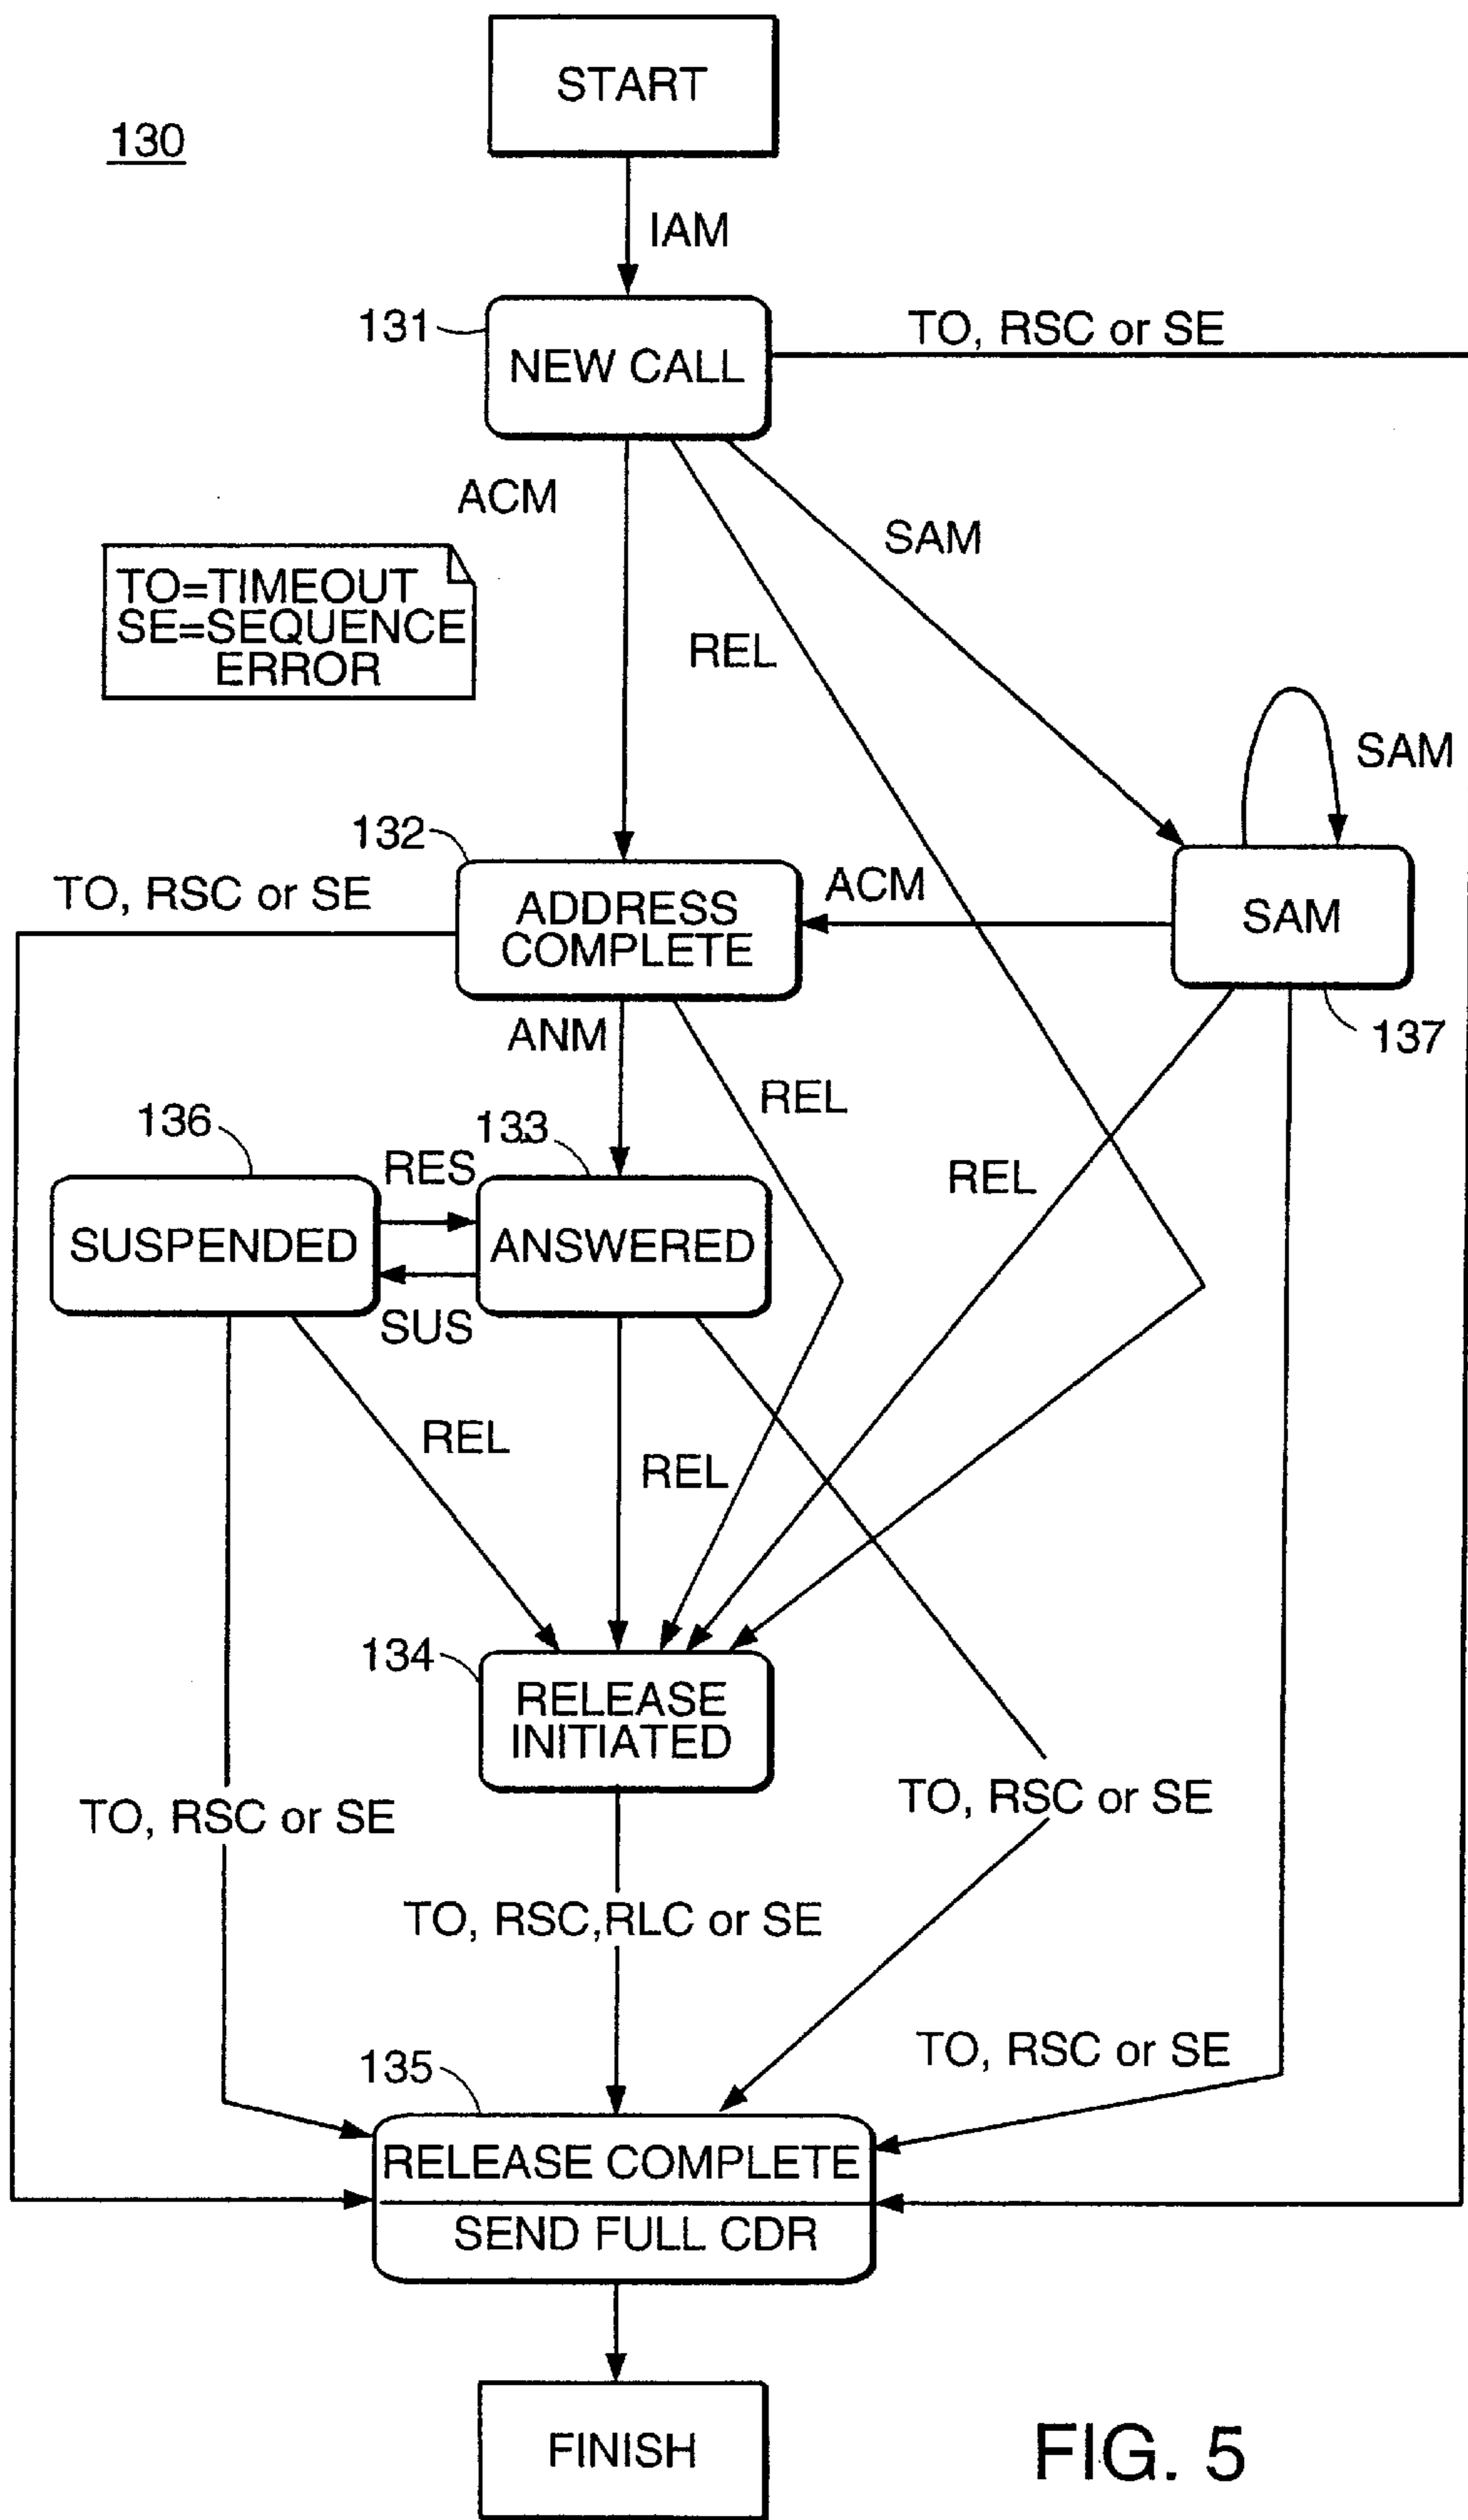 START
130
IAM
131
NEW CALL
TO, RSC or SE
ACM
SAM
TO=TIMEOUT
SE=SEQUENCE
ERROR
REL
SAM
132
TO, RSC or SE
ADDRESS
COMPLETE
ACM
SAM
ANM
137
REL
136
133
RES
REL
SUSPENDED
ANSWERED
SUS
REL
REL
134
RELEASE
INITIATED
TO, RSC or SE
TO, RSC or SE
TO, RSC,RLC or SE
135
TO, RSC or SE
RELEASE COMPLETE
SEND FULL CDR
FINISH
FIG. 5